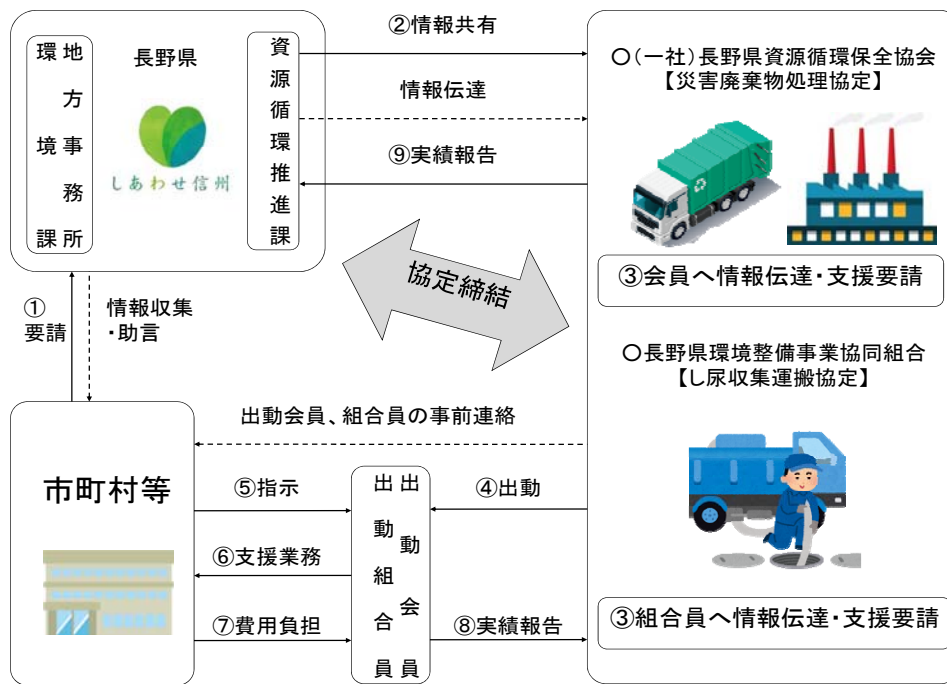 長野県
地方事務所
環境課
しあわせ信州
資源循環推進課
②情報共有
情報伝達
⑨実績報告
〇(一社)長野県資源循環保全協会
【災害廃棄物処理協定】
③会員へ情報伝達・支援要請
協定締結
①
要請
情報収集
・助言
〇長野県環境整備事業協同組合
【し尿収集運搬協定】
③組合員へ情報伝達・支援要請
出動会員、組合員の事前連絡
市町村等
⑤指示
⑥支援業務
⑦費用負担
出動会員
出動組合員
④出動
⑧実績報告